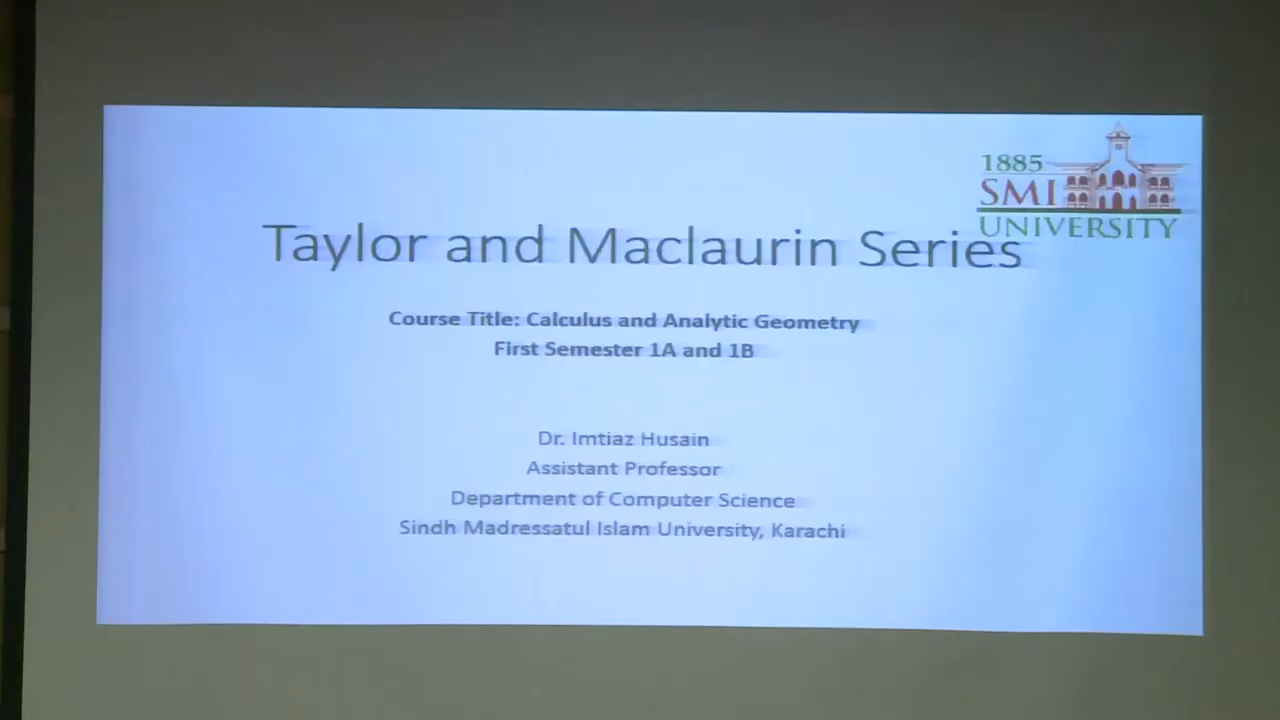 1885
SMI
UNIVERSITY
Taylor and Maclaurin Series
Course Title: Calculus and Analytic Geometry
First Semester 1A and 1B
Dr. Imtiaz Husain
Assistant Professor
Department of Computer Science
Sindh Madressatul Islam University, Karachi